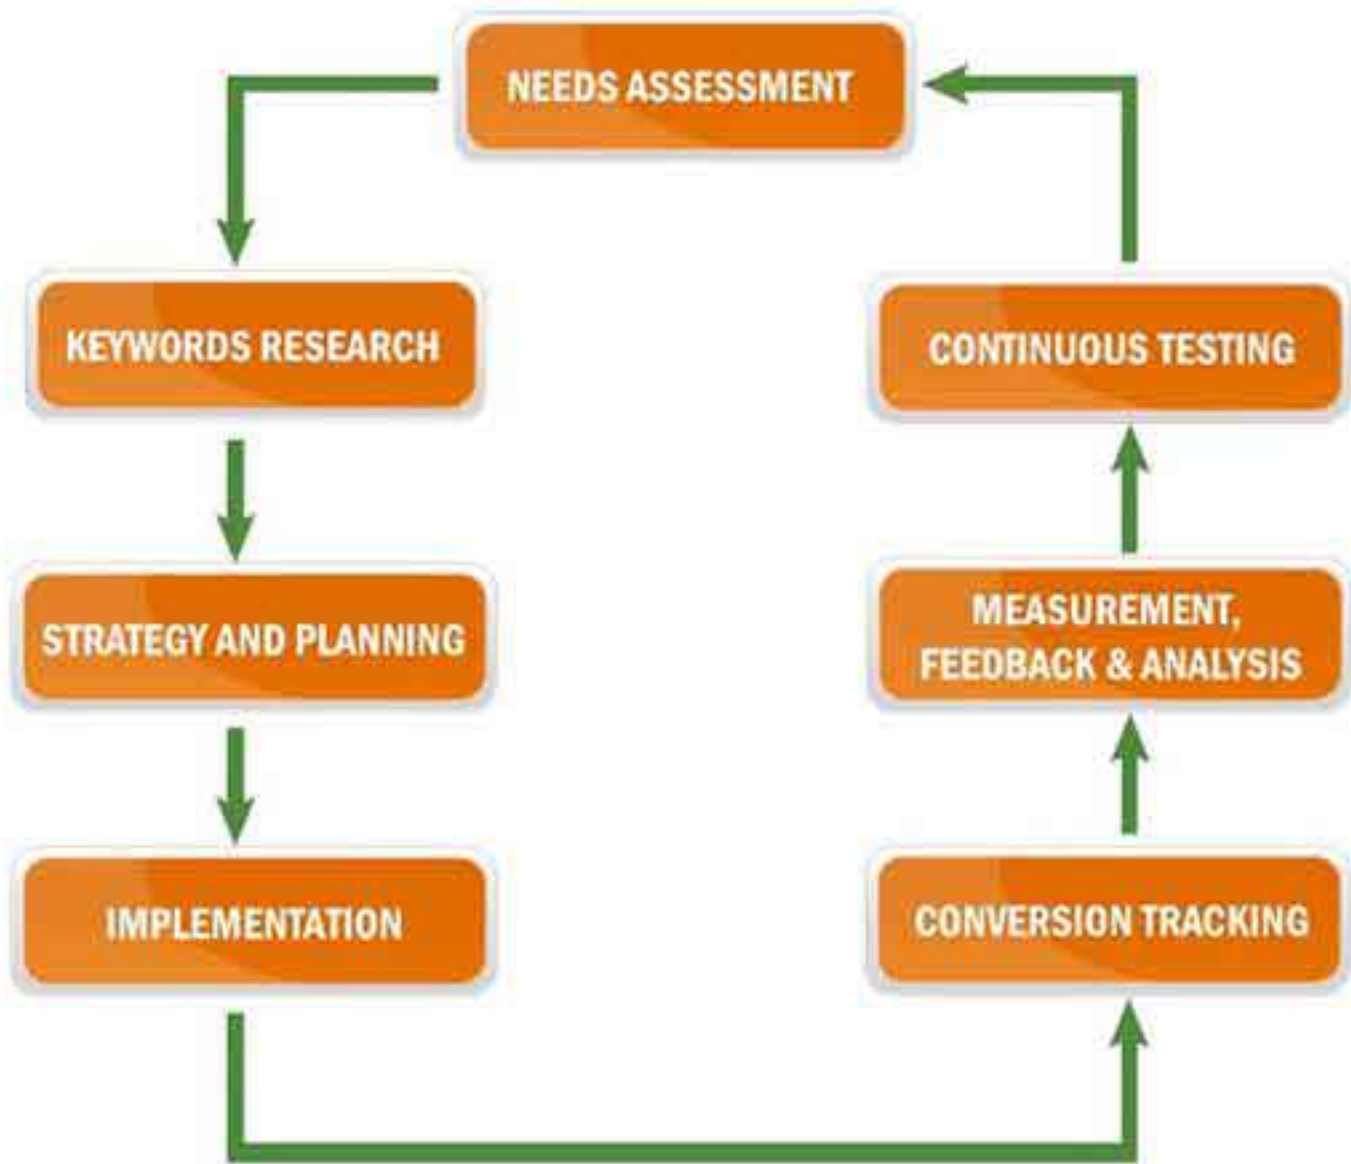 NEEDS ASSESSMENT
KEYWORDS RESEARCH
STRATEGY AND PLANNING
IMPLEMENTATION
CONVERSION TRACKING
MEASUREMENT,
FEEDBACK & ANALYSIS
CONTINUOUS TESTING